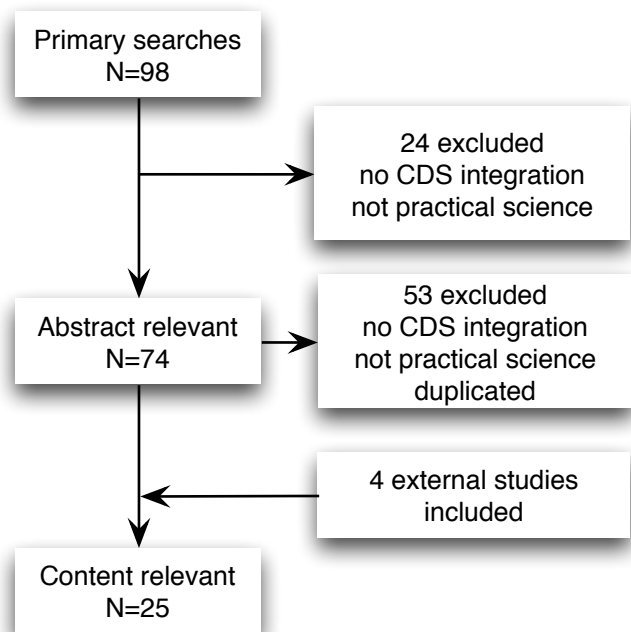 Primary searches
N=98
24 excluded
no CDS integration
not practical science
Abstract relevant
N=74
53 excluded
no CDS integration
not practical science
duplicated
4 external studies
included
Content relevant
N=25